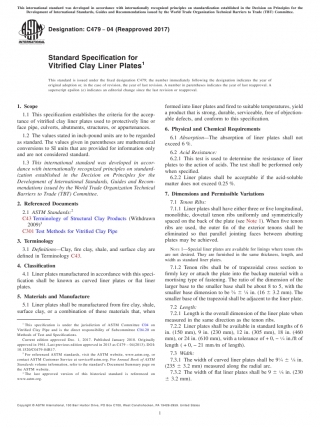 This international standard was developed in accordance with internationally recognized principles on standardization established in the Decision on Principles for the
Development of International Standards, Guides and Recommendations issued by the World Trade Organization Technical Barriers to Trade (TBT) Committee.
Designation: C479 − 04 (Reapproved 2017)
Standard Specification for
Vitrified Clay Liner Plates¹
This standard is issued under the fixed designation C479; the number immediately following the designation indicates the year of
original adoption or, in the case of revision, the year of last revision. A number in parentheses indicates the year of last reapproval. A
superscript epsilon (ε) indicates an editorial change since the last revision or reapproval.
1. Scope
1.1 This specification establishes the criteria for the accep-
tance of vitrified clay liner plates used to protectively line or
face pipe, culverts, abutments, structures, or appurtenances.
1.2 The values stated in inch-pound units are to be regarded
as standard. The values given in parentheses are mathematical
conversions to SI units that are provided for information only
and are not considered standard.
1.3 This international standard was developed in accor-
dance with internationally recognized principles on standard-
ization established in the Decision on Principles for the
Development of International Standards, Guides and Recom-
mendations issued by the World Trade Organization Technical
Barriers to Trade (TBT) Committee.
2. Referenced Documents
2.1 ASTM Standards:²
C43 Terminology of Structural Clay Products (Withdrawn
2009)³
C301 Test Methods for Vitrified Clay Pipe
3. Terminology
3.1 Definitions—Clay, fire clay, shale, and surface clay are
defined in Terminology C43.
4. Classification
4.1 Liner plates manufactured in accordance with this speci-
fication shall be known as curved liner plates or flat liner
plates.
5. Materials and Manufacture
5.1 Liner plates shall be manufactured from fire clay, shale,
surface clay, or a combination of these materials that, when
¹ This specification is under the jurisdiction of ASTM Committee C04 on
Vitrified Clay Pipe and is the direct responsibility of Subcommittee C04.20 on
Methods of Test and Specifications.
Current edition approved Dec. 1, 2017. Published January 2018. Originally
approved in 1961. Last previous edition approved in
² For referenced ASTM standards, visit the ASTM website, www.astm.org, or
contact ASTM Customer Service at service@astm.org. For Annual Book of ASTM
Standards volume information, refer to the standard's Document Summary page on
the ASTM website.
³ The last approved version of this historical standard is referenced on
www.astm.org.
formed into liner plates and fired to suitable temperatures, yield
a product that is strong, durable, serviceable, free of objection-
able defects, and conforms to this specification.
6. Physical and Chemical Requirements
6.1 Absorption—The absorption of liner plates shall not
exceed 6 %.
6.2 Acid Resistance:
6.2.1 This test is used to determine the resistance of liner
plates to the action of acids. The test shall be performed only
when specified.
6.2.2 Liner plates shall be acceptable if the acid-soluble
matter does not exceed 0.25 %.
7. Dimensions and Permissible Variations
7.1 Tenon Ribs:
7.1.1 Liner plates shall have either three or five longitudinal,
monolithic, dovetail tenon ribs uniformly and symmetrically
spaced on the back of the plate (see Note 1). When five tenon
ribs are used, the outer for of the exterior tenons shall be
eliminated so that parallel jointing faces between abutting
plates may be achieved.
NOTE 1—Special liner plates are available for linings where tenon ribs
are not desired. They are furnished in the same thickness, length, and
width as standard liner plates.
7.1.2 Tenon ribs shall be of trapezoidal cross section to
firmly key or attach the plate into the backing material with a
dovetail type of fastening. The ratio of the dimension of the
larger base to the smaller base shall be about 8 to 5, with the
smaller base dimension to be 5⁄8 ± 1⁄8 in. (16 ± 3.2 mm). The
smaller base of the trapezoid shall be adjacent to the liner plate.
7.2 Length:
7.2.1 Length is the overall dimension of the liner plate when
measured in the same direction as the tenon ribs.
7.2.2 Liner plates shall be available in standard lengths of 6
in. (150 mm), 9 in. (230 mm), 12 in. (305 mm), 18 in. (460
mm), or 24 in. (610 mm), with a tolerance of + 0, − 1⁄4 in./ft of
length ( + 0, − 21 mm/m of length).
7.3 Width:
7.3.1 The width of curved liner plates shall be 9 1⁄4 ± 1⁄8 in.
(235 ± 3.2 mm) measured along the radial arc.
7.3.2 The width of flat liner plates shall be 9 ± 1⁄8 in. (230
± 3.2 mm).
Copyright © ASTM International, 100 Barr Harbor Drive, PO Box C700, West Conshohocken, PA 19428-2959. United States
1